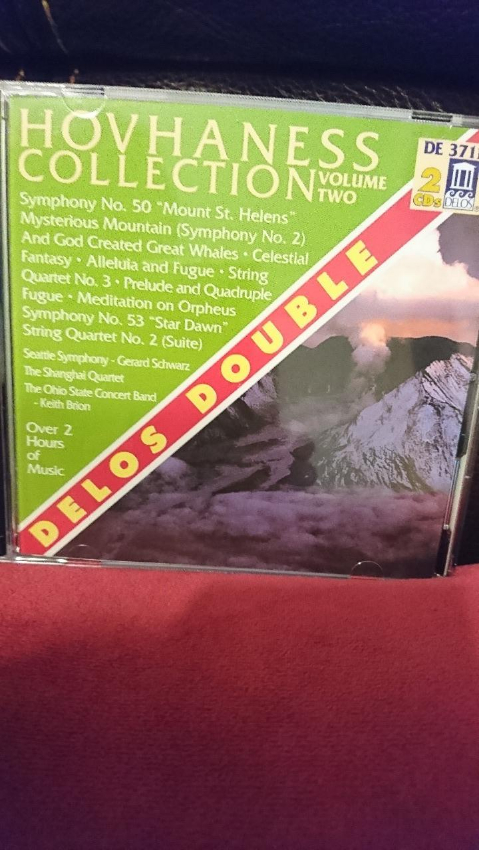 HOVHANESS
COLLECTION VOLUME TWO
DE 371
2 CDs DELOS
Symphony No. 50 "Mount St. Helens"
Mysterious Mountain (Symphony No. 2)
And God Created Great Whales • Celestial
Fantasy • Alleluia and Fugue • String
Quartet No. 3 • Prelude and Quadruple
Fugue • Meditation on Orpheus
Symphony No. 53 "Star Dawn"
String Quartet No. 2 (Suite)
Seattle Symphony - Gerard Schwarz
The Shanghai Quartet
The Ohio State Concert Band
- Keith Brion
Over 2
Hours
of
Music
DELOS DOUBLE